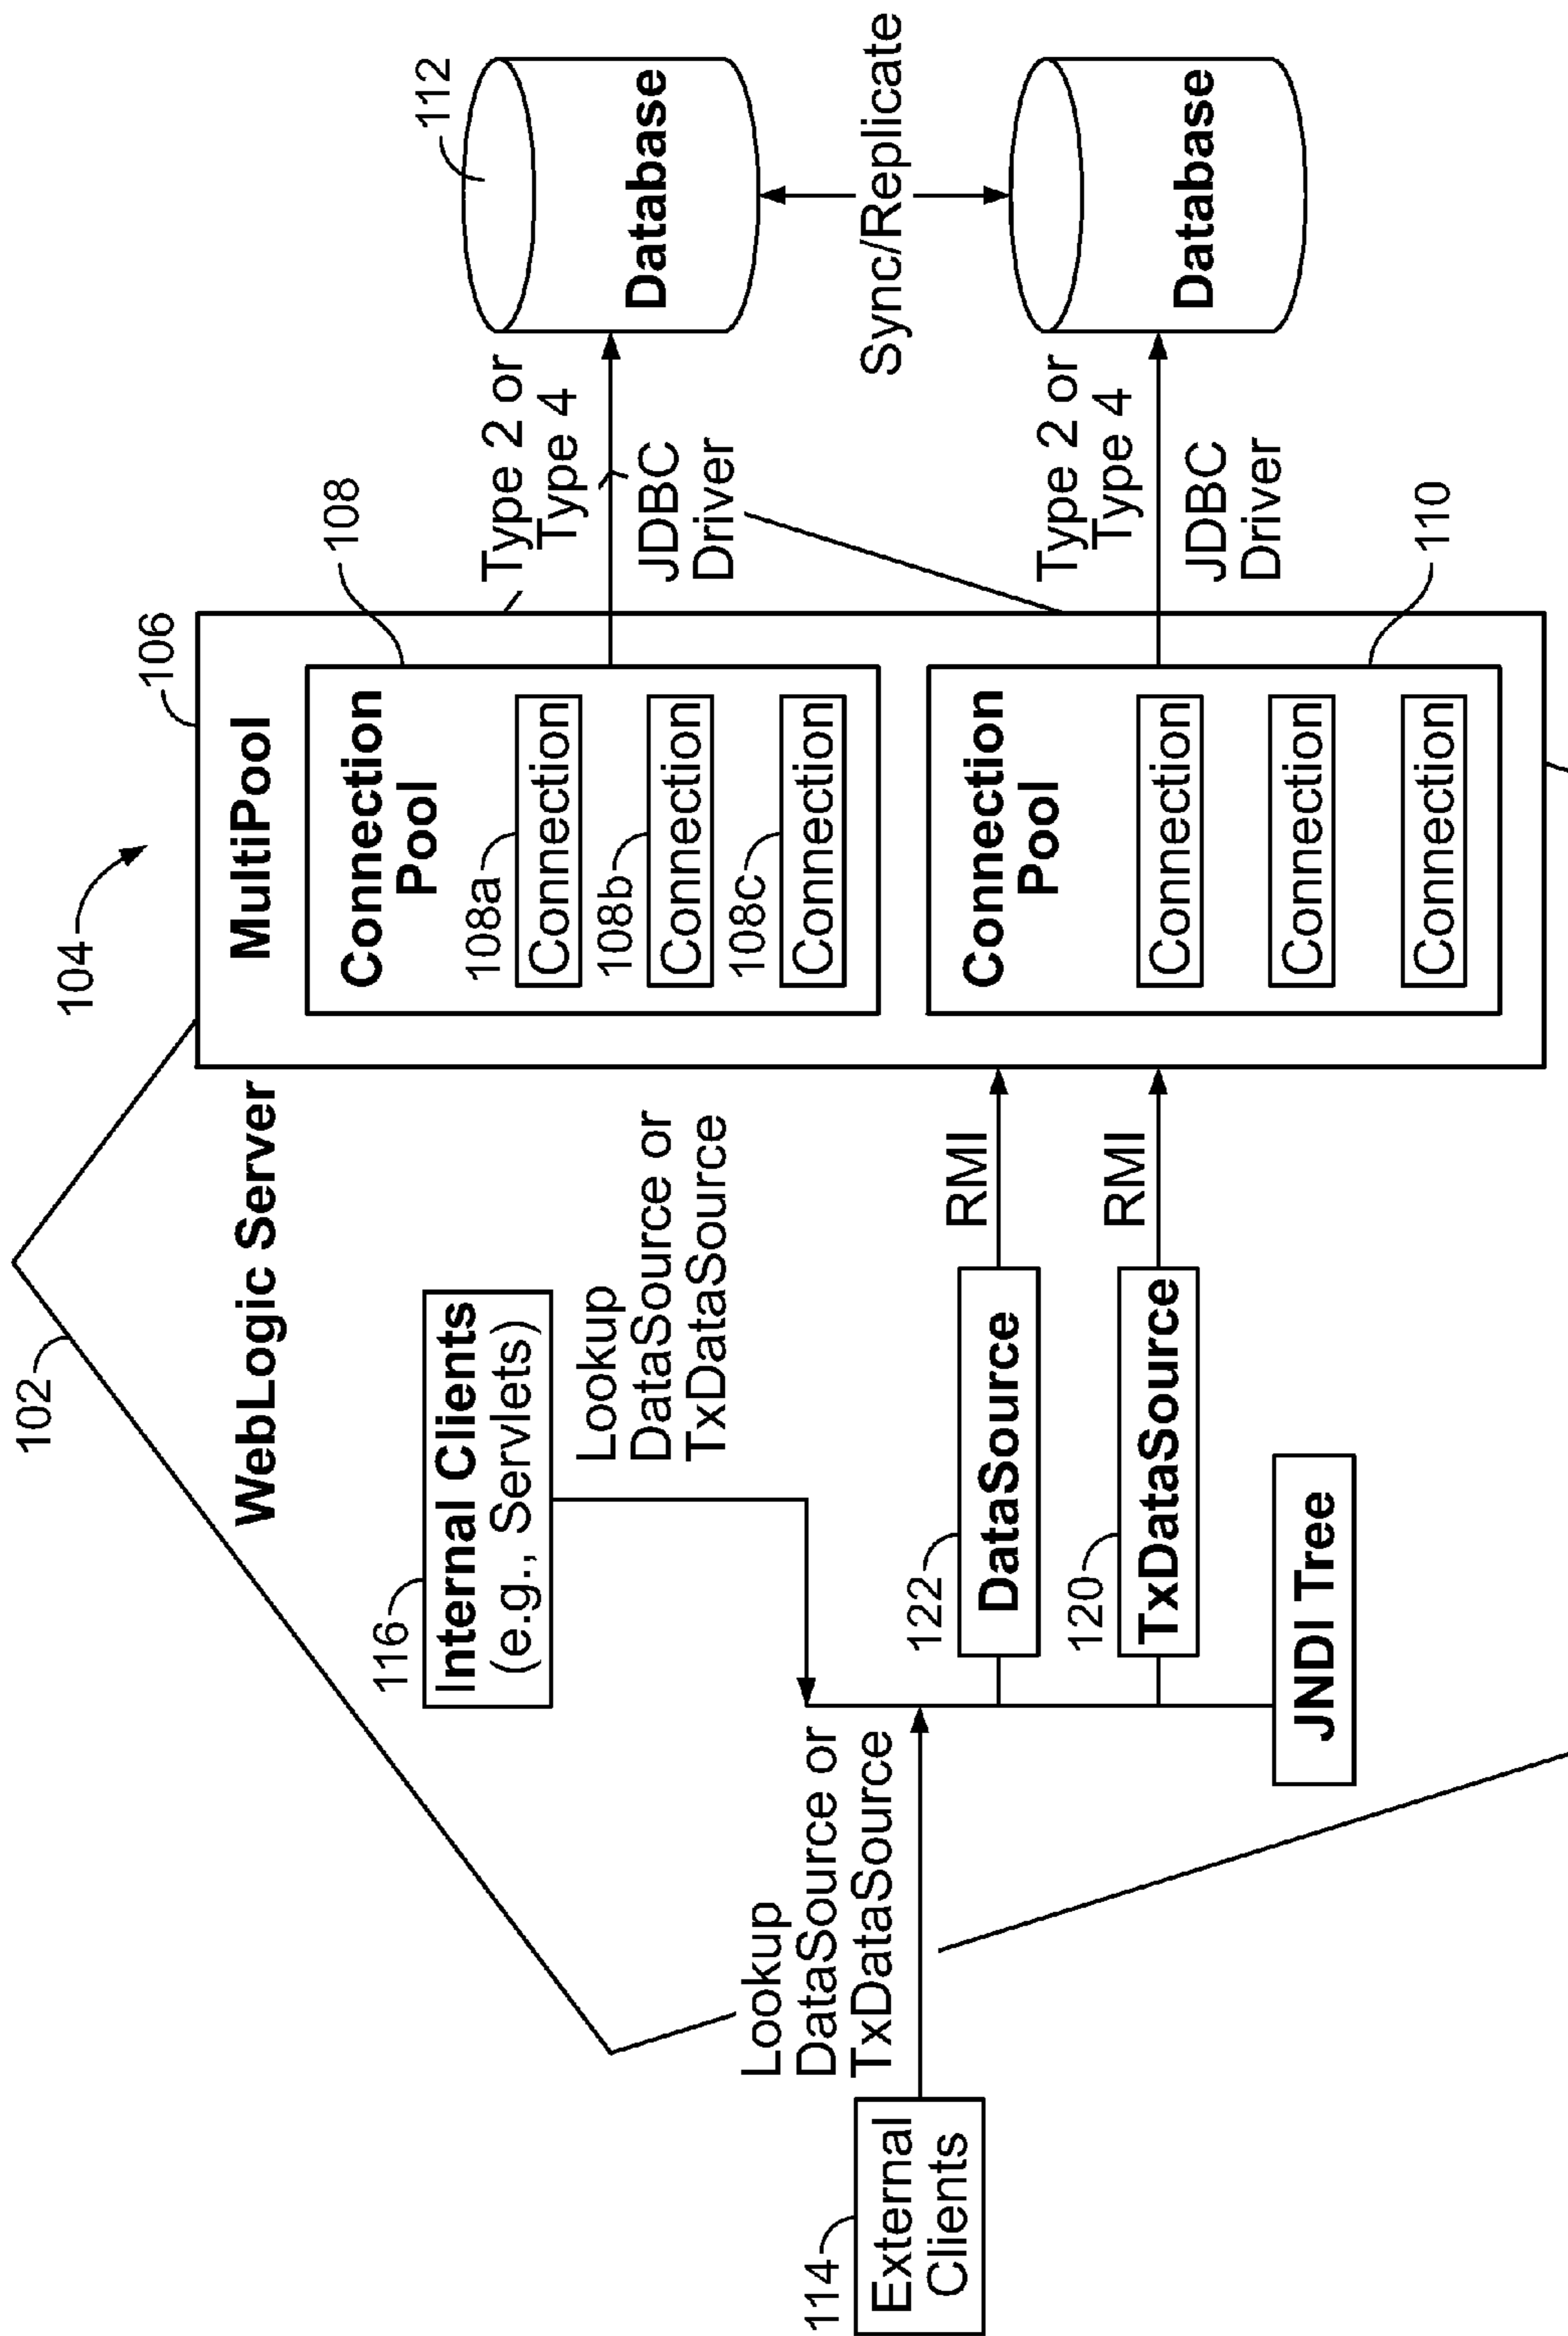 104
106
102
WebLogic Server
MultiPool
108
112
116
Internal Clients
(e.g., Servlets)
Connection
Pool
108a
Connection
108b
Connection
108c
Connection
Type 2 or
Type 4
JDBC
Driver
Database
Lookup
DataSource or
TxDataSource
Sync/Replicate
Lookup
DataSource or
TxDataSource
114
External
Clients
122
DataSource
RMI
120
TxDataSource
RMI
JNDI Tree
Connection
Pool
Connection
Connection
Connection
110
Type 2 or
Type 4
JDBC
Driver
Database